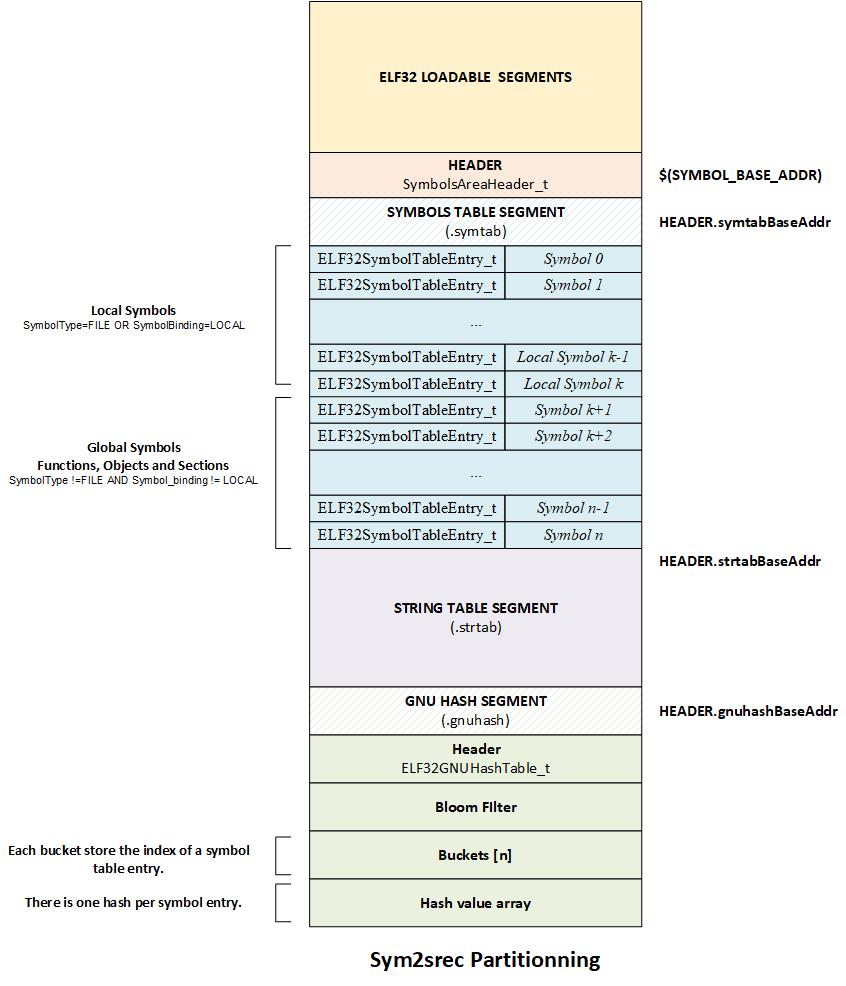 ELF32 LOADABLE SEGMENTS
HEADER
SymbolsAreaHeader_t
$(SYMBOL_BASE_ADDR)
SYMBOLS TABLE SEGMENT
(.symtab)
HEADER.symtabBaseAddr
ELF32SymbolTableEntry_t Symbol 0
ELF32SymbolTableEntry_t Symbol 1
Local Symbols
SymbolType=FILE OR SymbolBinding=LOCAL
...
ELF32SymbolTableEntry_t Local Symbol k-1
ELF32SymbolTableEntry_t Local Symbol k
ELF32SymbolTableEntry_t Symbol k+1
ELF32SymbolTableEntry_t Symbol k+2
Global Symbols
Functions, Objects and Sections
SymbolType !=FILE AND Symbol_binding != LOCAL
...
ELF32SymbolTableEntry_t Symbol n-1
ELF32SymbolTableEntry_t Symbol n
HEADER.strtabBaseAddr
STRING TABLE SEGMENT
(.strtab)
GNU HASH SEGMENT
(.gnuhash)
HEADER.gnuhashBaseAddr
Header
ELF32GNUHashTable_t
Bloom FIlter
Each bucket store the index of a symbol
table entry.
Buckets [n]
There is one hash per symbol entry.
Hash value array
Sym2srec Partitionning